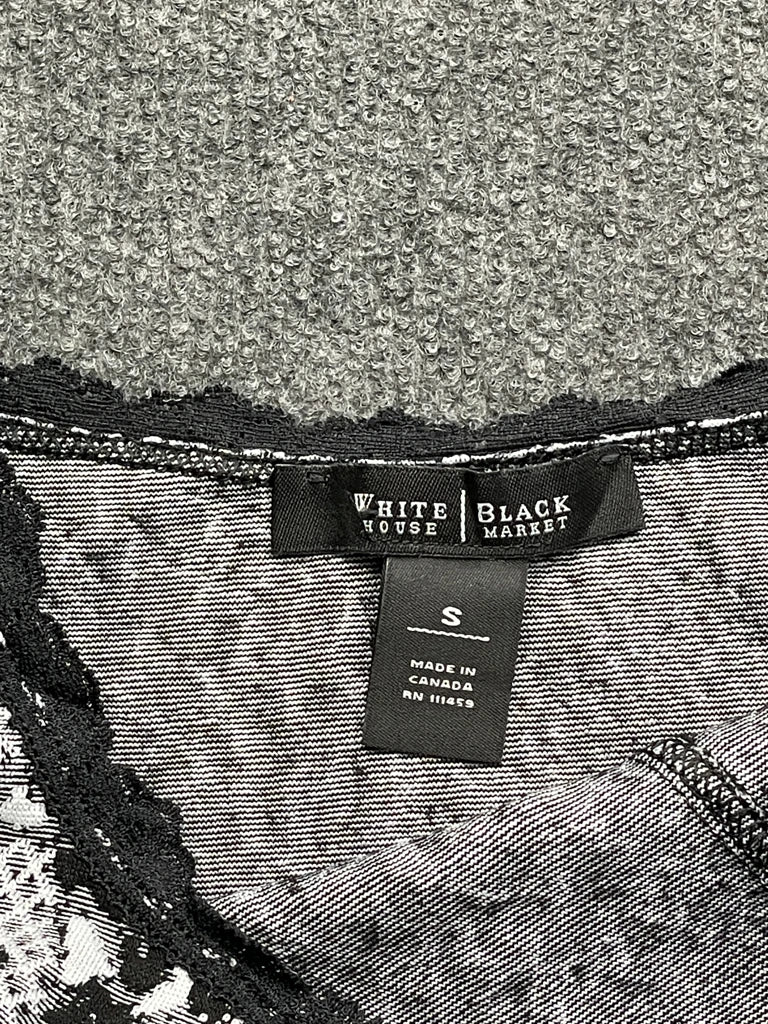 WHITE HOUSE | BLACK MARKET
S
MADE IN
CANADA
RN 111459